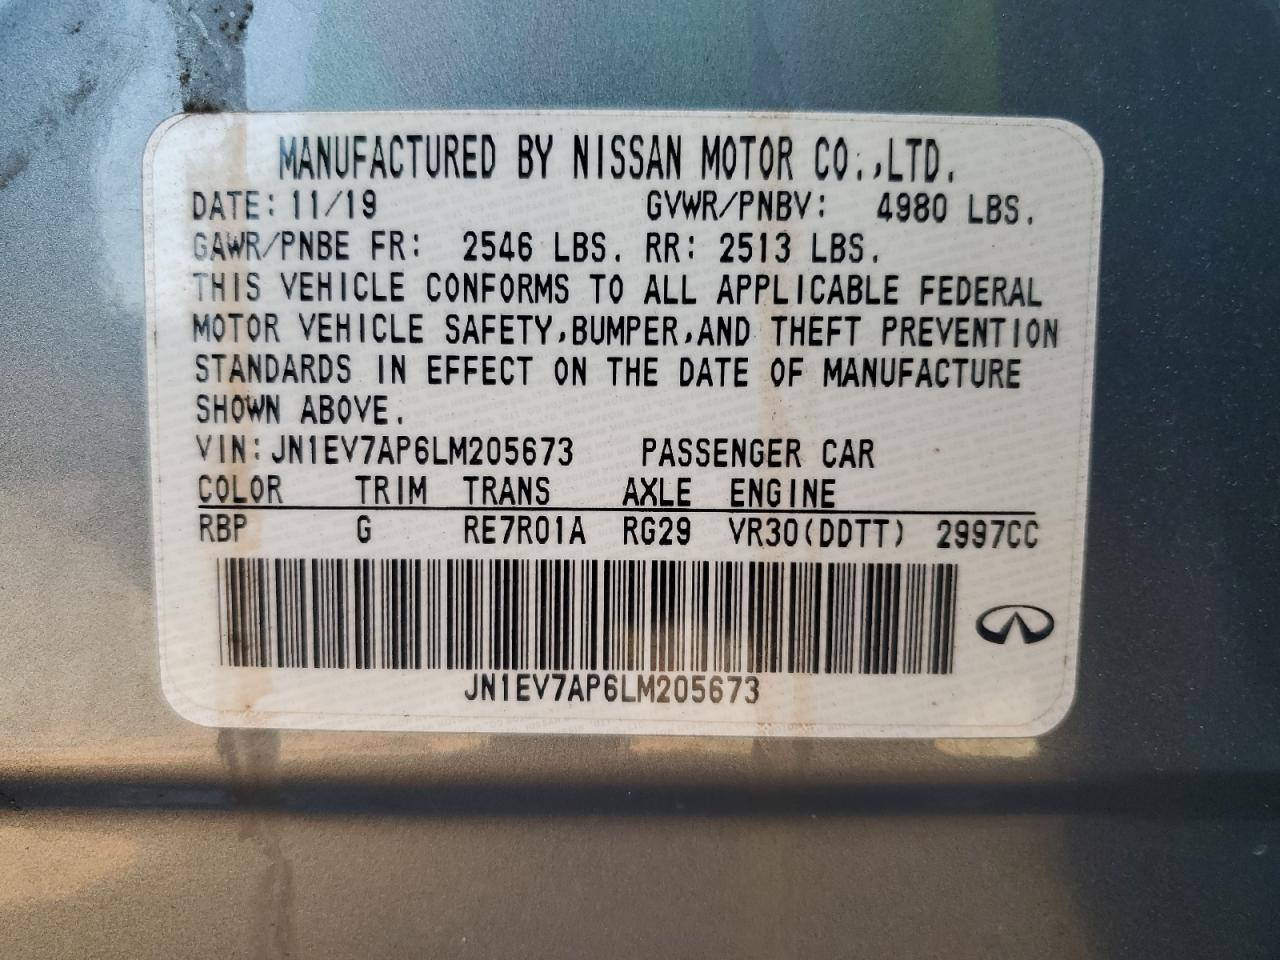 MANUFACTURED BY NISSAN MOTOR CO.,LTD.
DATE: 11/19 GVWR/PNBV: 4980 LBS.
GAWR/PNBE FR: 2546 LBS. RR: 2513 LBS.
THIS VEHICLE CONFORMS TO ALL APPLICABLE FEDERAL
MOTOR VEHICLE SAFETY,BUMPER,AND THEFT PREVENTION
STANDARDS IN EFFECT ON THE DATE OF MANUFACTURE
SHOWN ABOVE.
VIN: JN1EV7AP6LM205673 PASSENGER CAR
COLOR TRIM TRANS AXLE ENGINE
RBP G RE7R01A RG29 VR30(DDTT) 2997CC
JN1EV7AP6LM205673